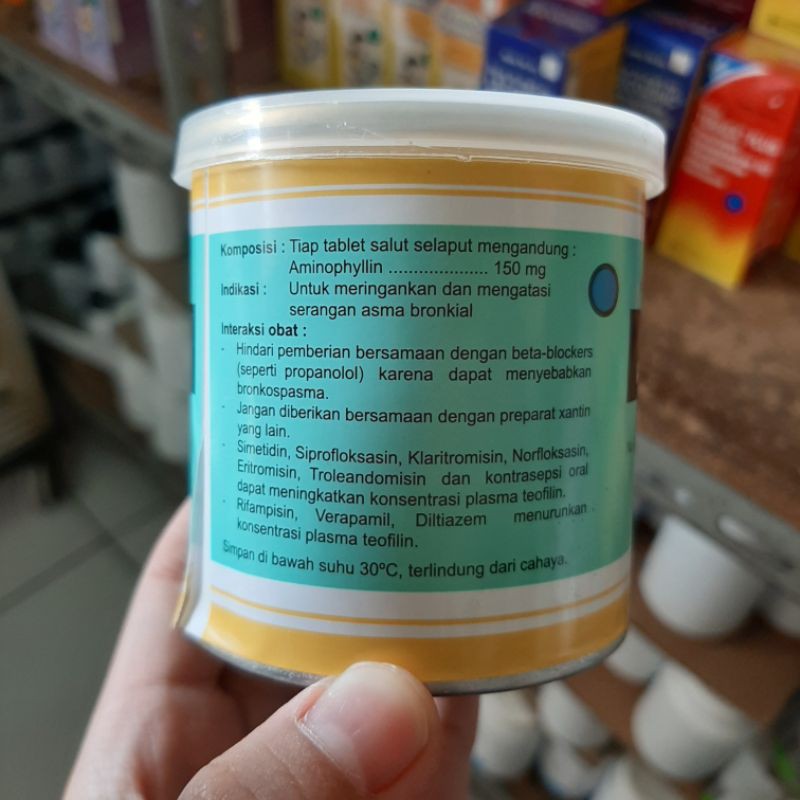 Komposisi : Tiap tablet salut selaput mengandung :
Aminophyllin .................... 150 mg
Indikasi : Untuk meringankan dan mengatasi
serangan asma bronkial
Interaksi obat :
- Hindari pemberian bersamaan dengan beta-blockers
(seperti propanolol) karena dapat menyebabkan
bronkospasma.
- Jangan diberikan bersamaan dengan preparat xantin
yang lain.
- Simetidin, Siprofloksasin, Klaritromisin, Norfloksasin,
Eritromisin, Troleandomisin dan kontrasepsi oral
dapat meningkatkan konsentrasi plasma teofilin.
- Rifampisin, Verapamil, Diltiazem menurunkan
konsentrasi plasma teofilin.
Simpan di bawah suhu 30ºC, terlindung dari cahaya.